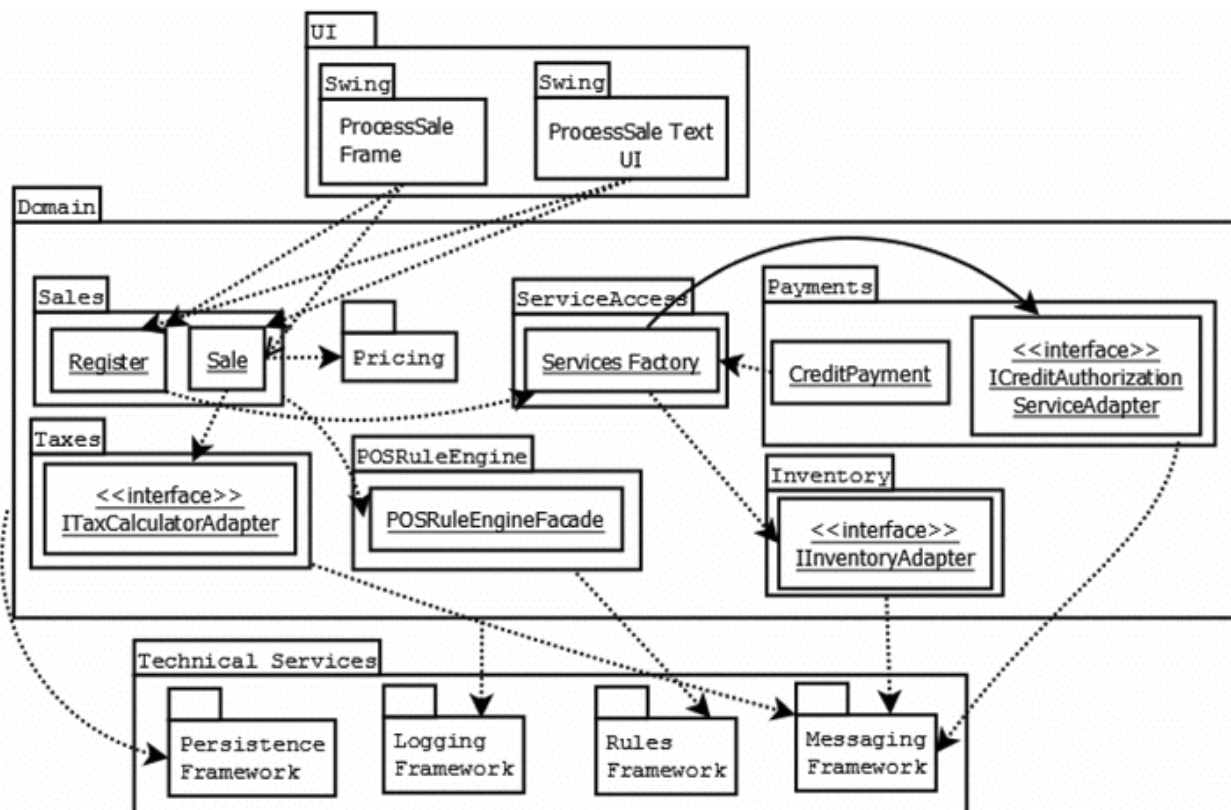 UI
Swing
Swing
ProcessSale
Frame
ProcessSale Text
UI
Domain
Sales
Register
Sale
Pricing
ServiceAccess
Services Factory
Payments
CreditPayment
<<interface>>
ICreditAuthorization
ServiceAdapter
Taxes
<<interface>>
ITaxCalculatorAdapter
POSRuleEngine
POSRuleEngineFacade
Inventory
<<interface>>
IInventoryAdapter
Technical Services
Persistence
Framework
Logging
Framework
Rules
Framework
Messaging
Framework